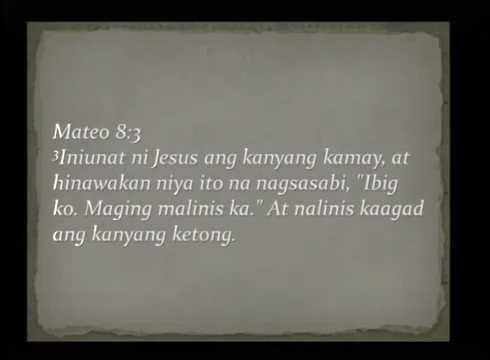 Mateo 8:3
³Iniunat ni Jesus ang kanyang kamay, at
hinawakan niya ito na nagsasabi, "Ibig
ko. Maging malinis ka." At nalinis kaagad
ang kanyang ketong.